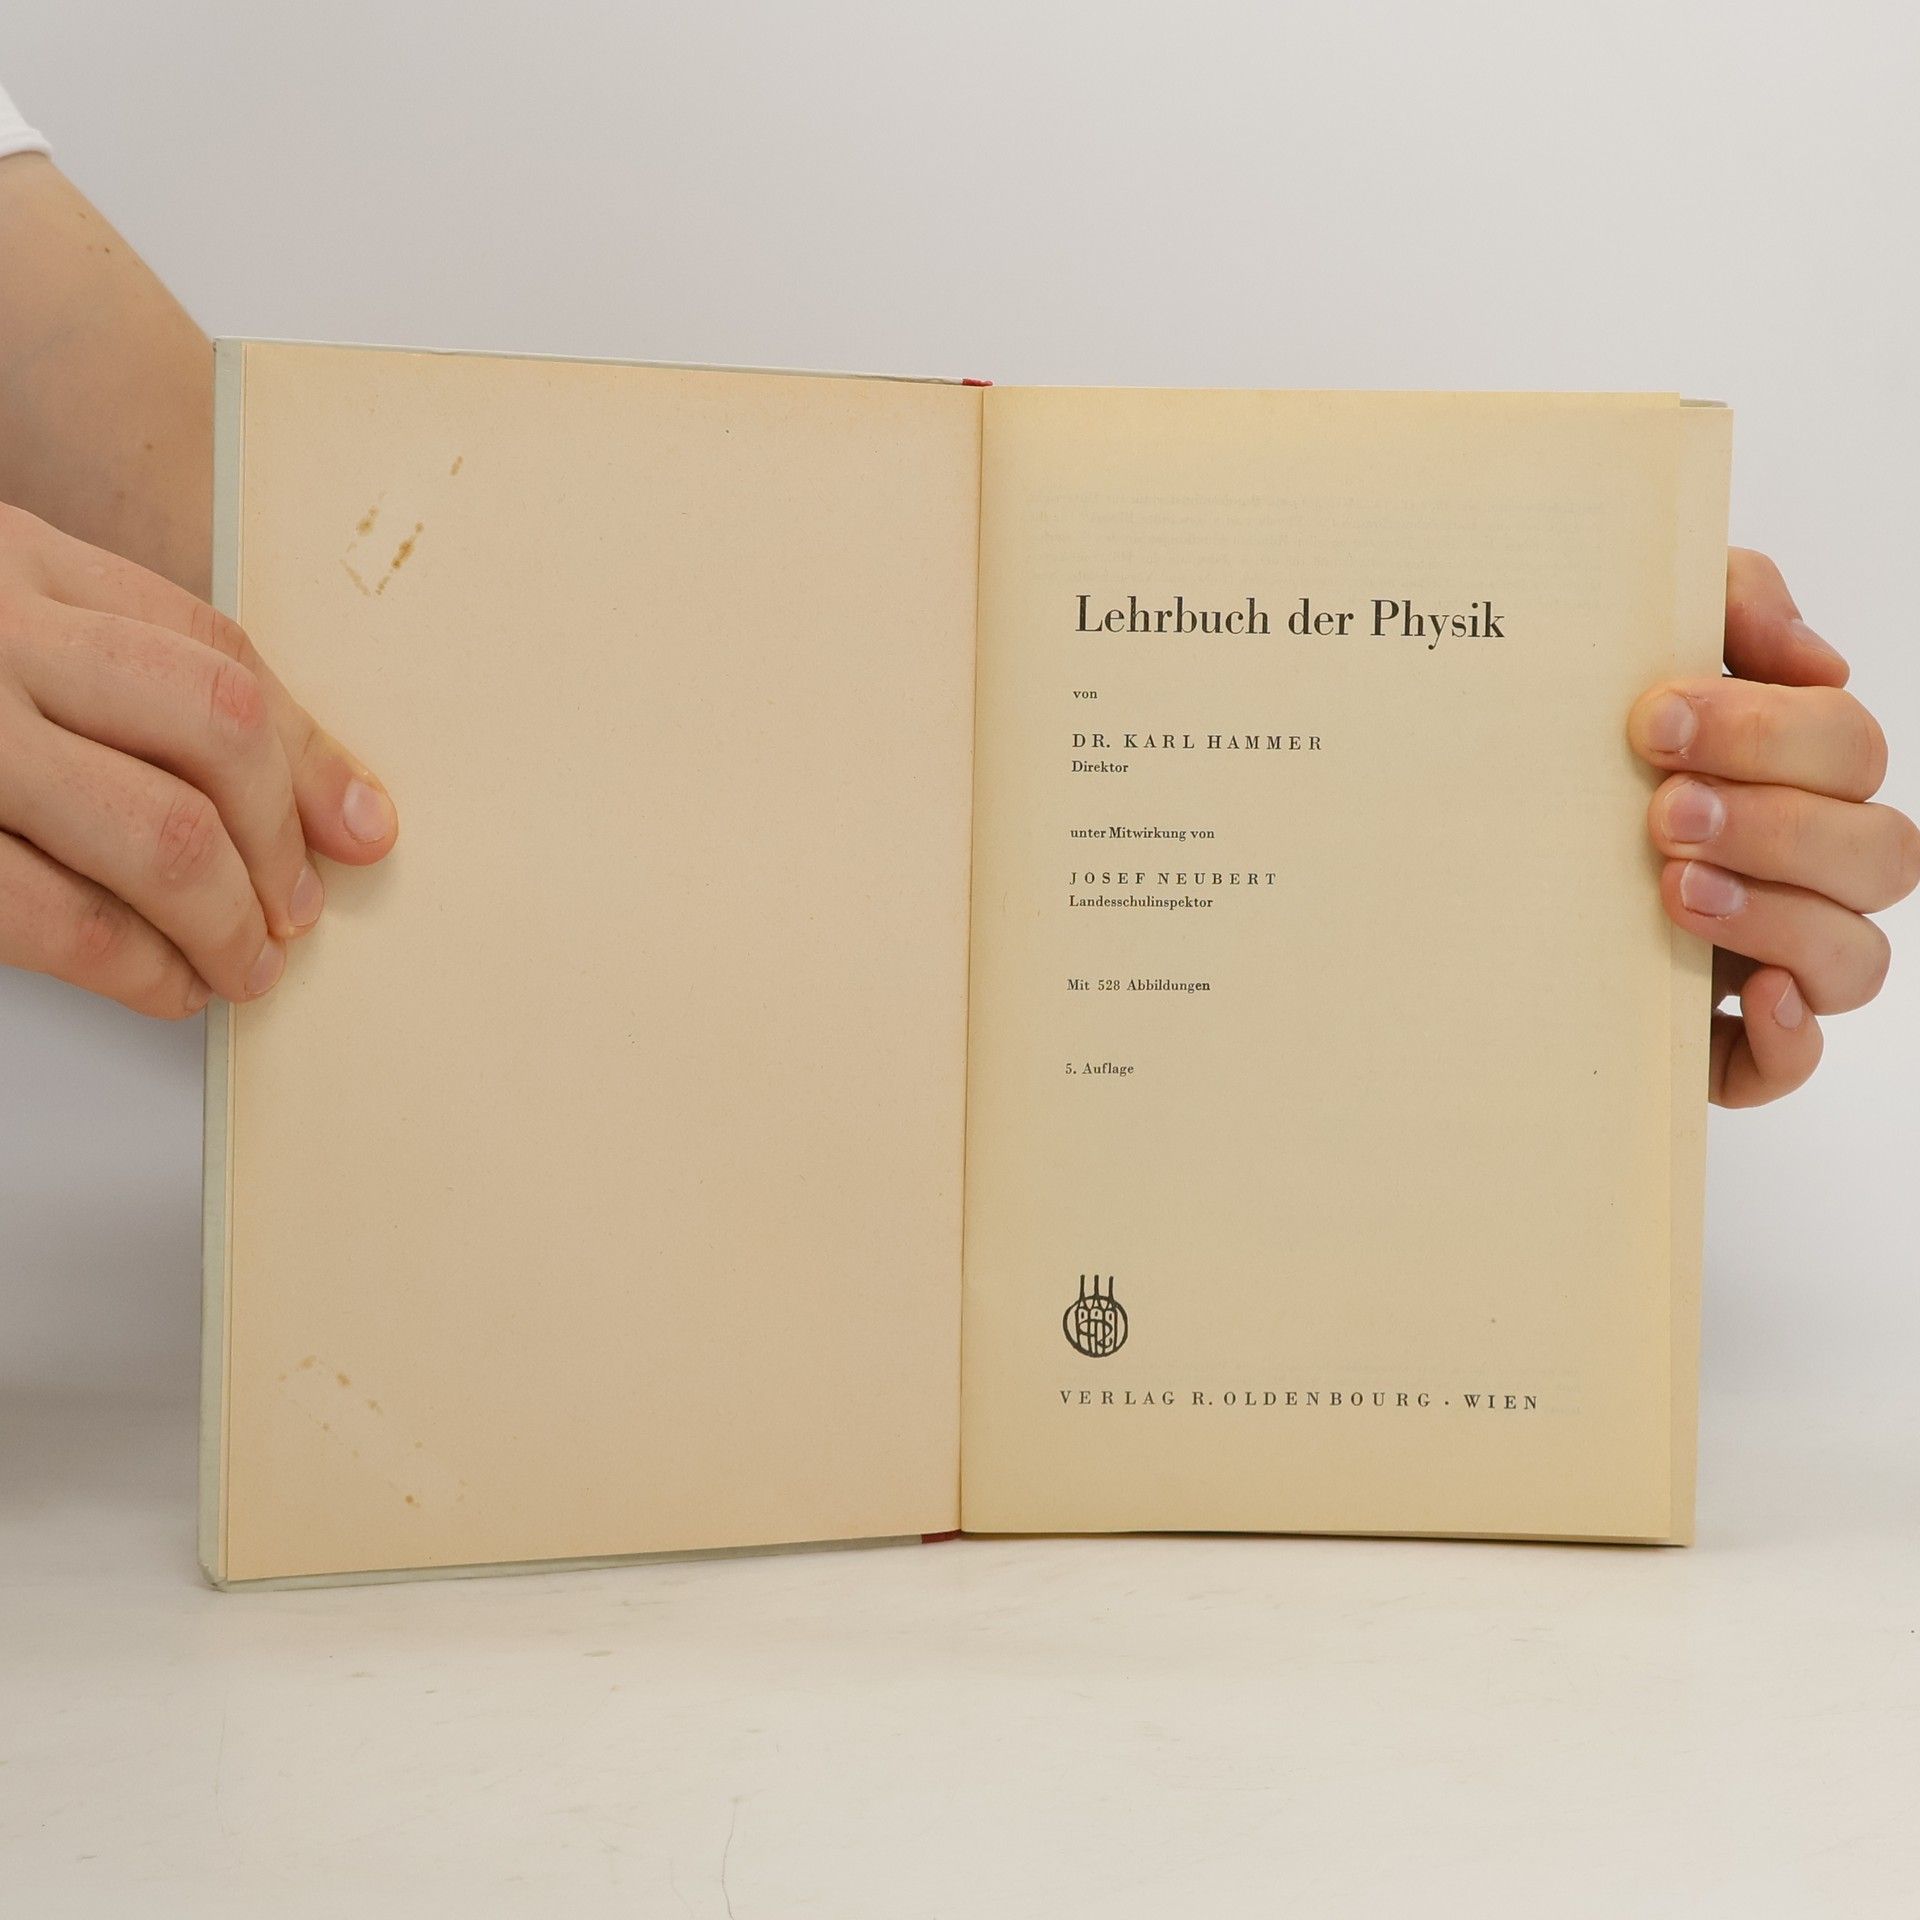 Lehrbuch der Physik
von
DR. KARL HAMMER
Direktor
unter Mitwirkung von
JOSEF NEUBERT
Landesschulinspektor
Mit 528 Abbildungen
5. Auflage
VERLAG R. OLDENBOURG · WIEN